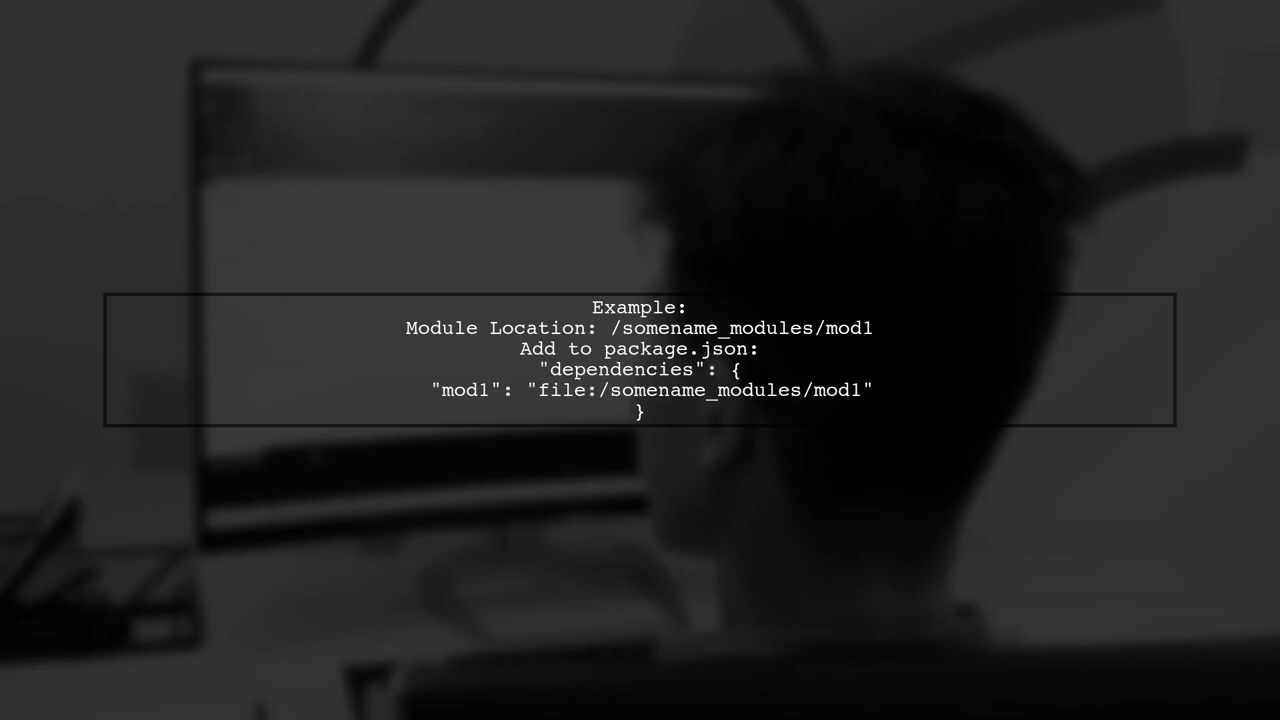 Example:
Module Location: /somename_modules/mod1
Add to package.json:
"dependencies": {
"mod1": "file:/somename_modules/mod1"
}